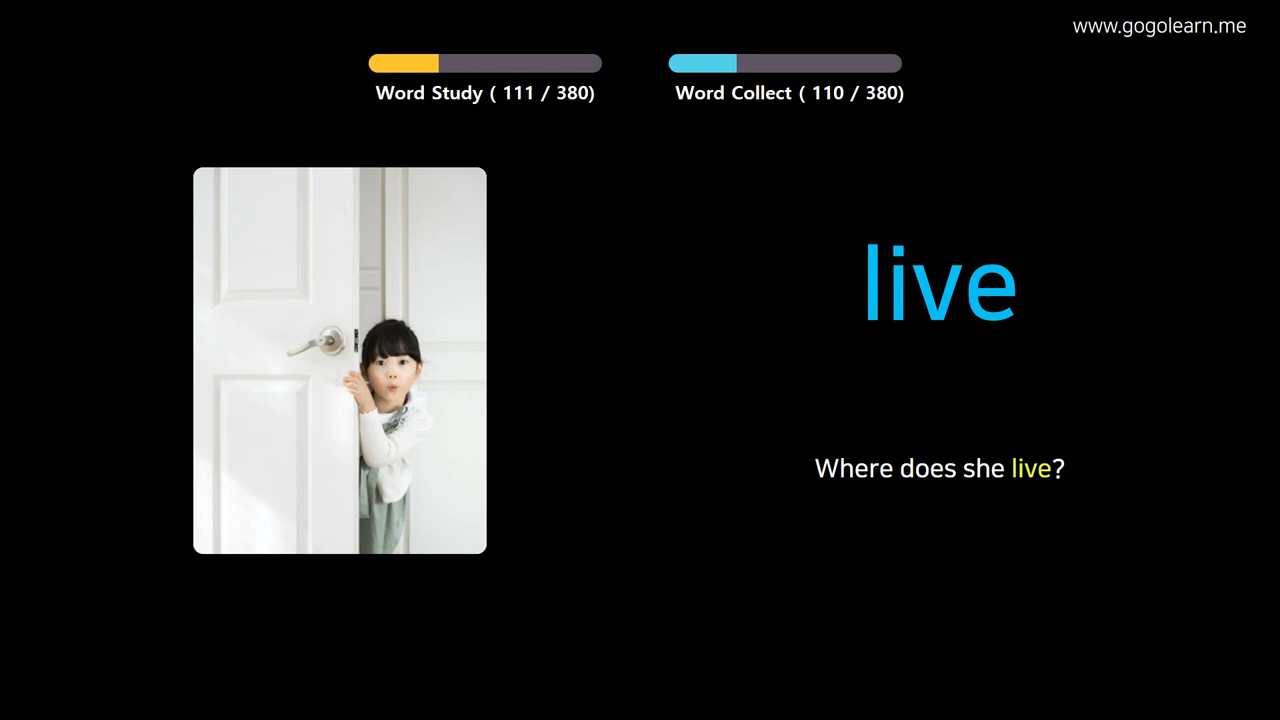 www.gogolearn.me
Word Study ( 111 / 380)
Word Collect ( 110 / 380)
live
Where does she live?